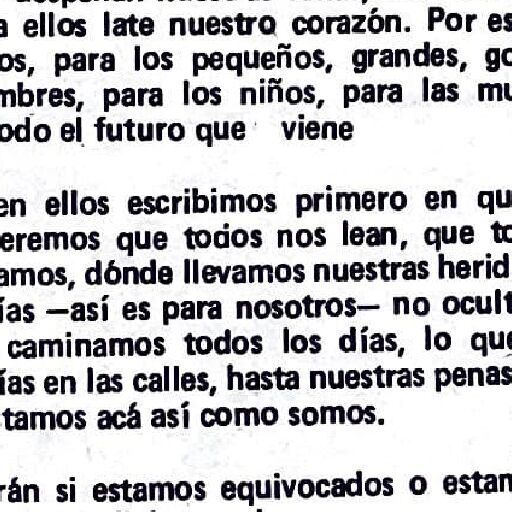 a ellos late nuestro corazón. Por es
os, para los pequeños, grandes, go
mbres, para los niños, para las mu
odo el futuro que viene
en ellos escribimos primero en qu
eremos que todos nos lean, que to
amos, dónde llevamos nuestras herid
ías —así es para nosotros— no ocult
caminamos todos los días, lo que
ías en las calles, hasta nuestras penas
tamos acá así como somos.
rán si estamos equivocados o estam